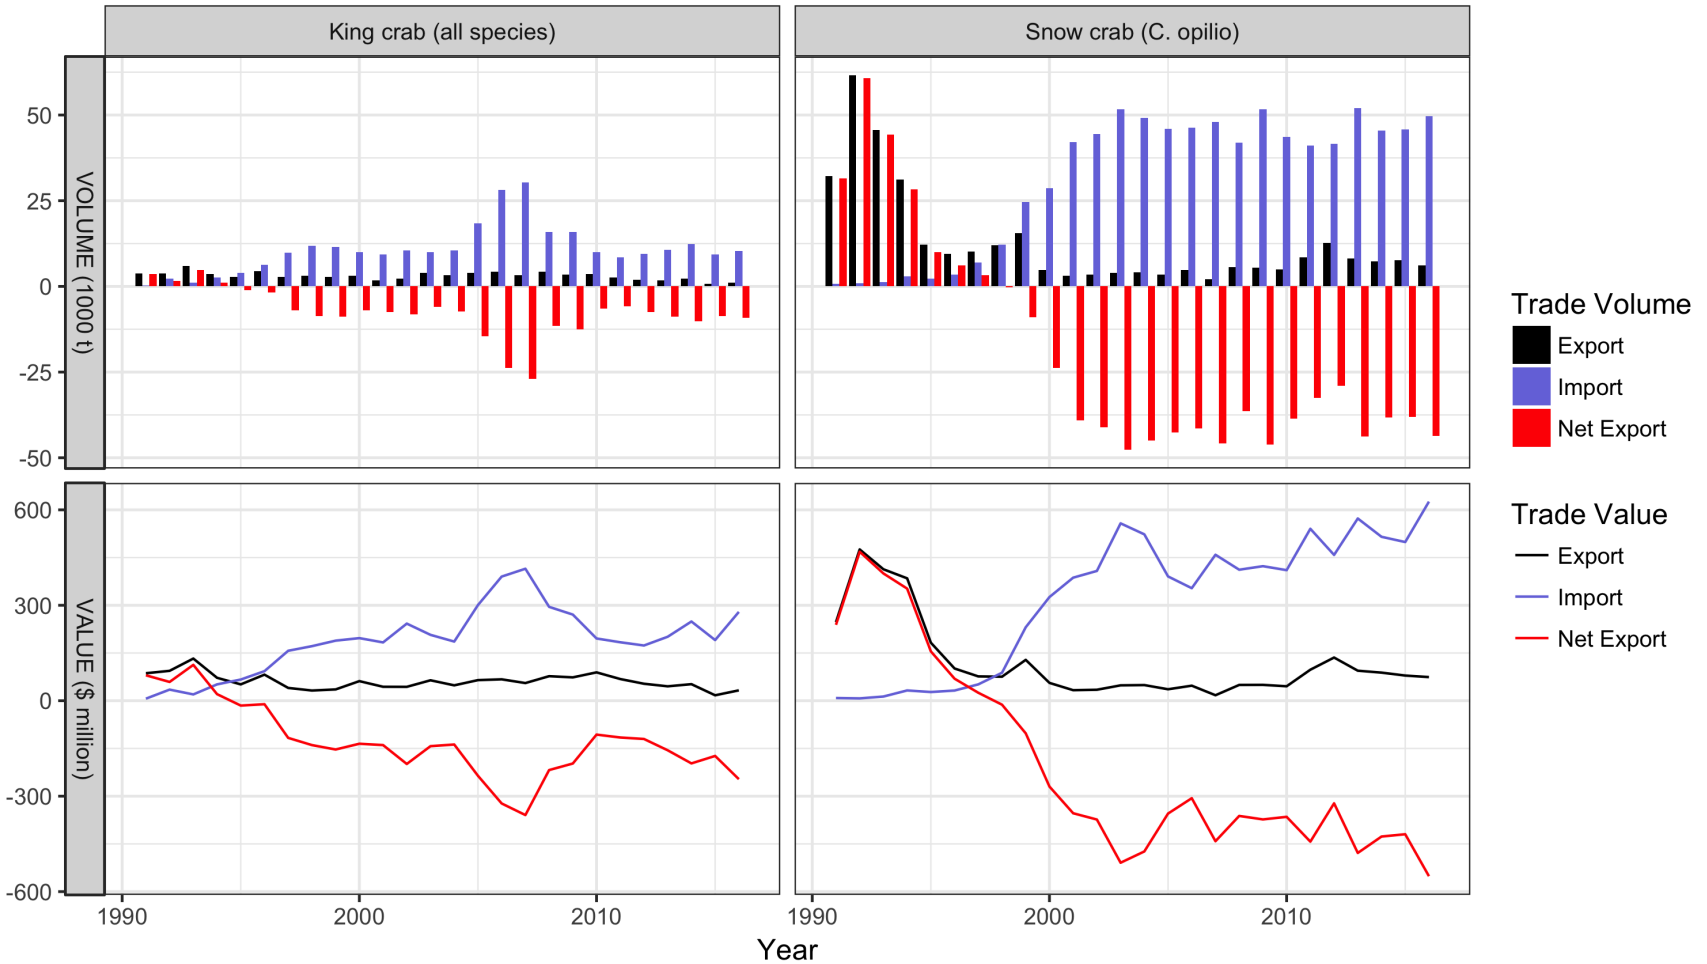 King crab (all species)
Snow crab (C. opilio)
VOLUME (1000 t)
50
25
0
-25
-50
VALUE ($ million)
600
300
0
-300
-600
1990
2000
2010
1990
2000
2010
Year
Trade Volume
Export
Import
Net Export
Trade Value
Export
Import
Net Export